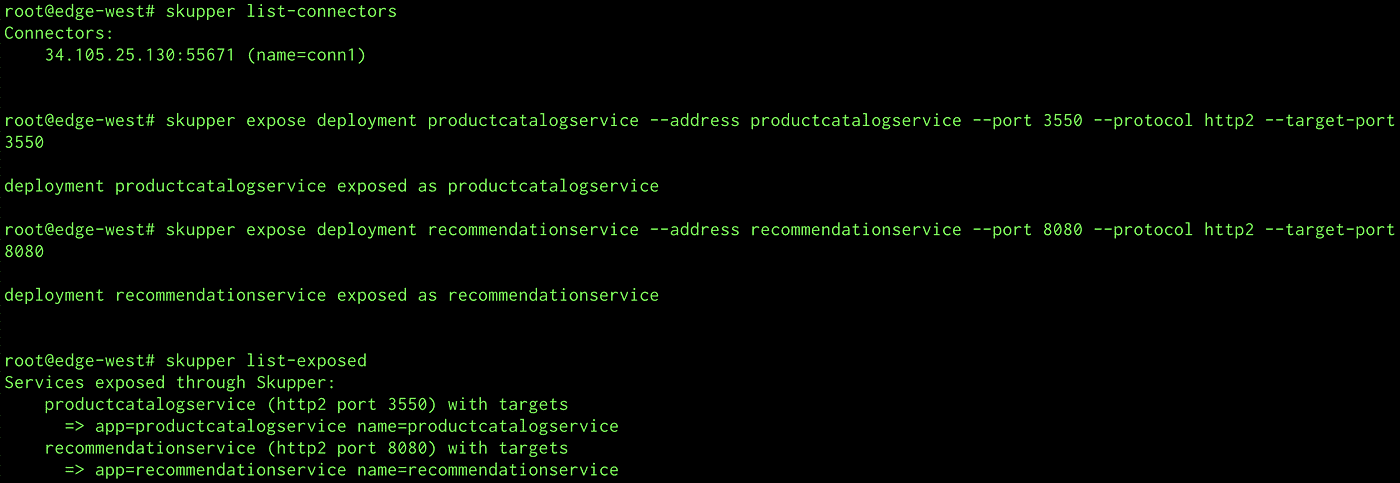 root@edge-west# skupper list-connectors
Connectors:
    34.105.25.130:55671 (name=conn1)
root@edge-west# skupper expose deployment productcatalogservice --address productcatalogservice --port 3550 --protocol http2 --target-port
3550
deployment productcatalogservice exposed as productcatalogservice
root@edge-west# skupper expose deployment recommendationservice --address recommendationservice --port 8080 --protocol http2 --target-port
8080
deployment recommendationservice exposed as recommendationservice
root@edge-west# skupper list-exposed
Services exposed through Skupper:
    productcatalogservice (http2 port 3550) with targets
      => app=productcatalogservice name=productcatalogservice
    recommendationservice (http2 port 8080) with targets
      => app=recommendationservice name=recommendationservice